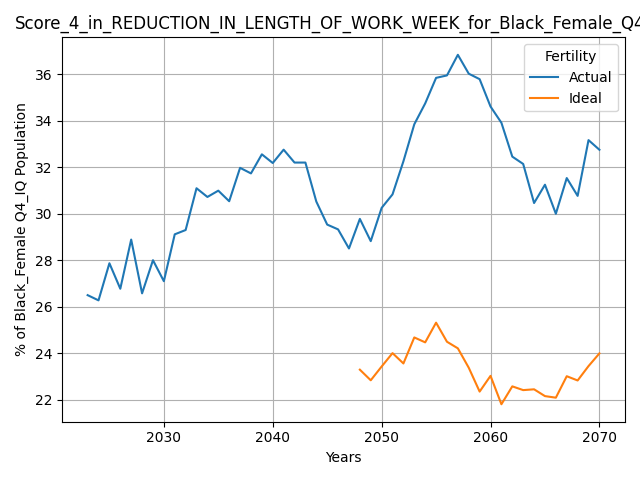 Score_4_in_REDUCTION_IN_LENGTH_OF_WORK_WEEK_for_Black_Female_Q4
Fertility
Actual
Ideal
% of Black_Female Q4_IQ Population
36
34
32
30
28
26
24
22
2030 2040 2050 2060 2070
Years